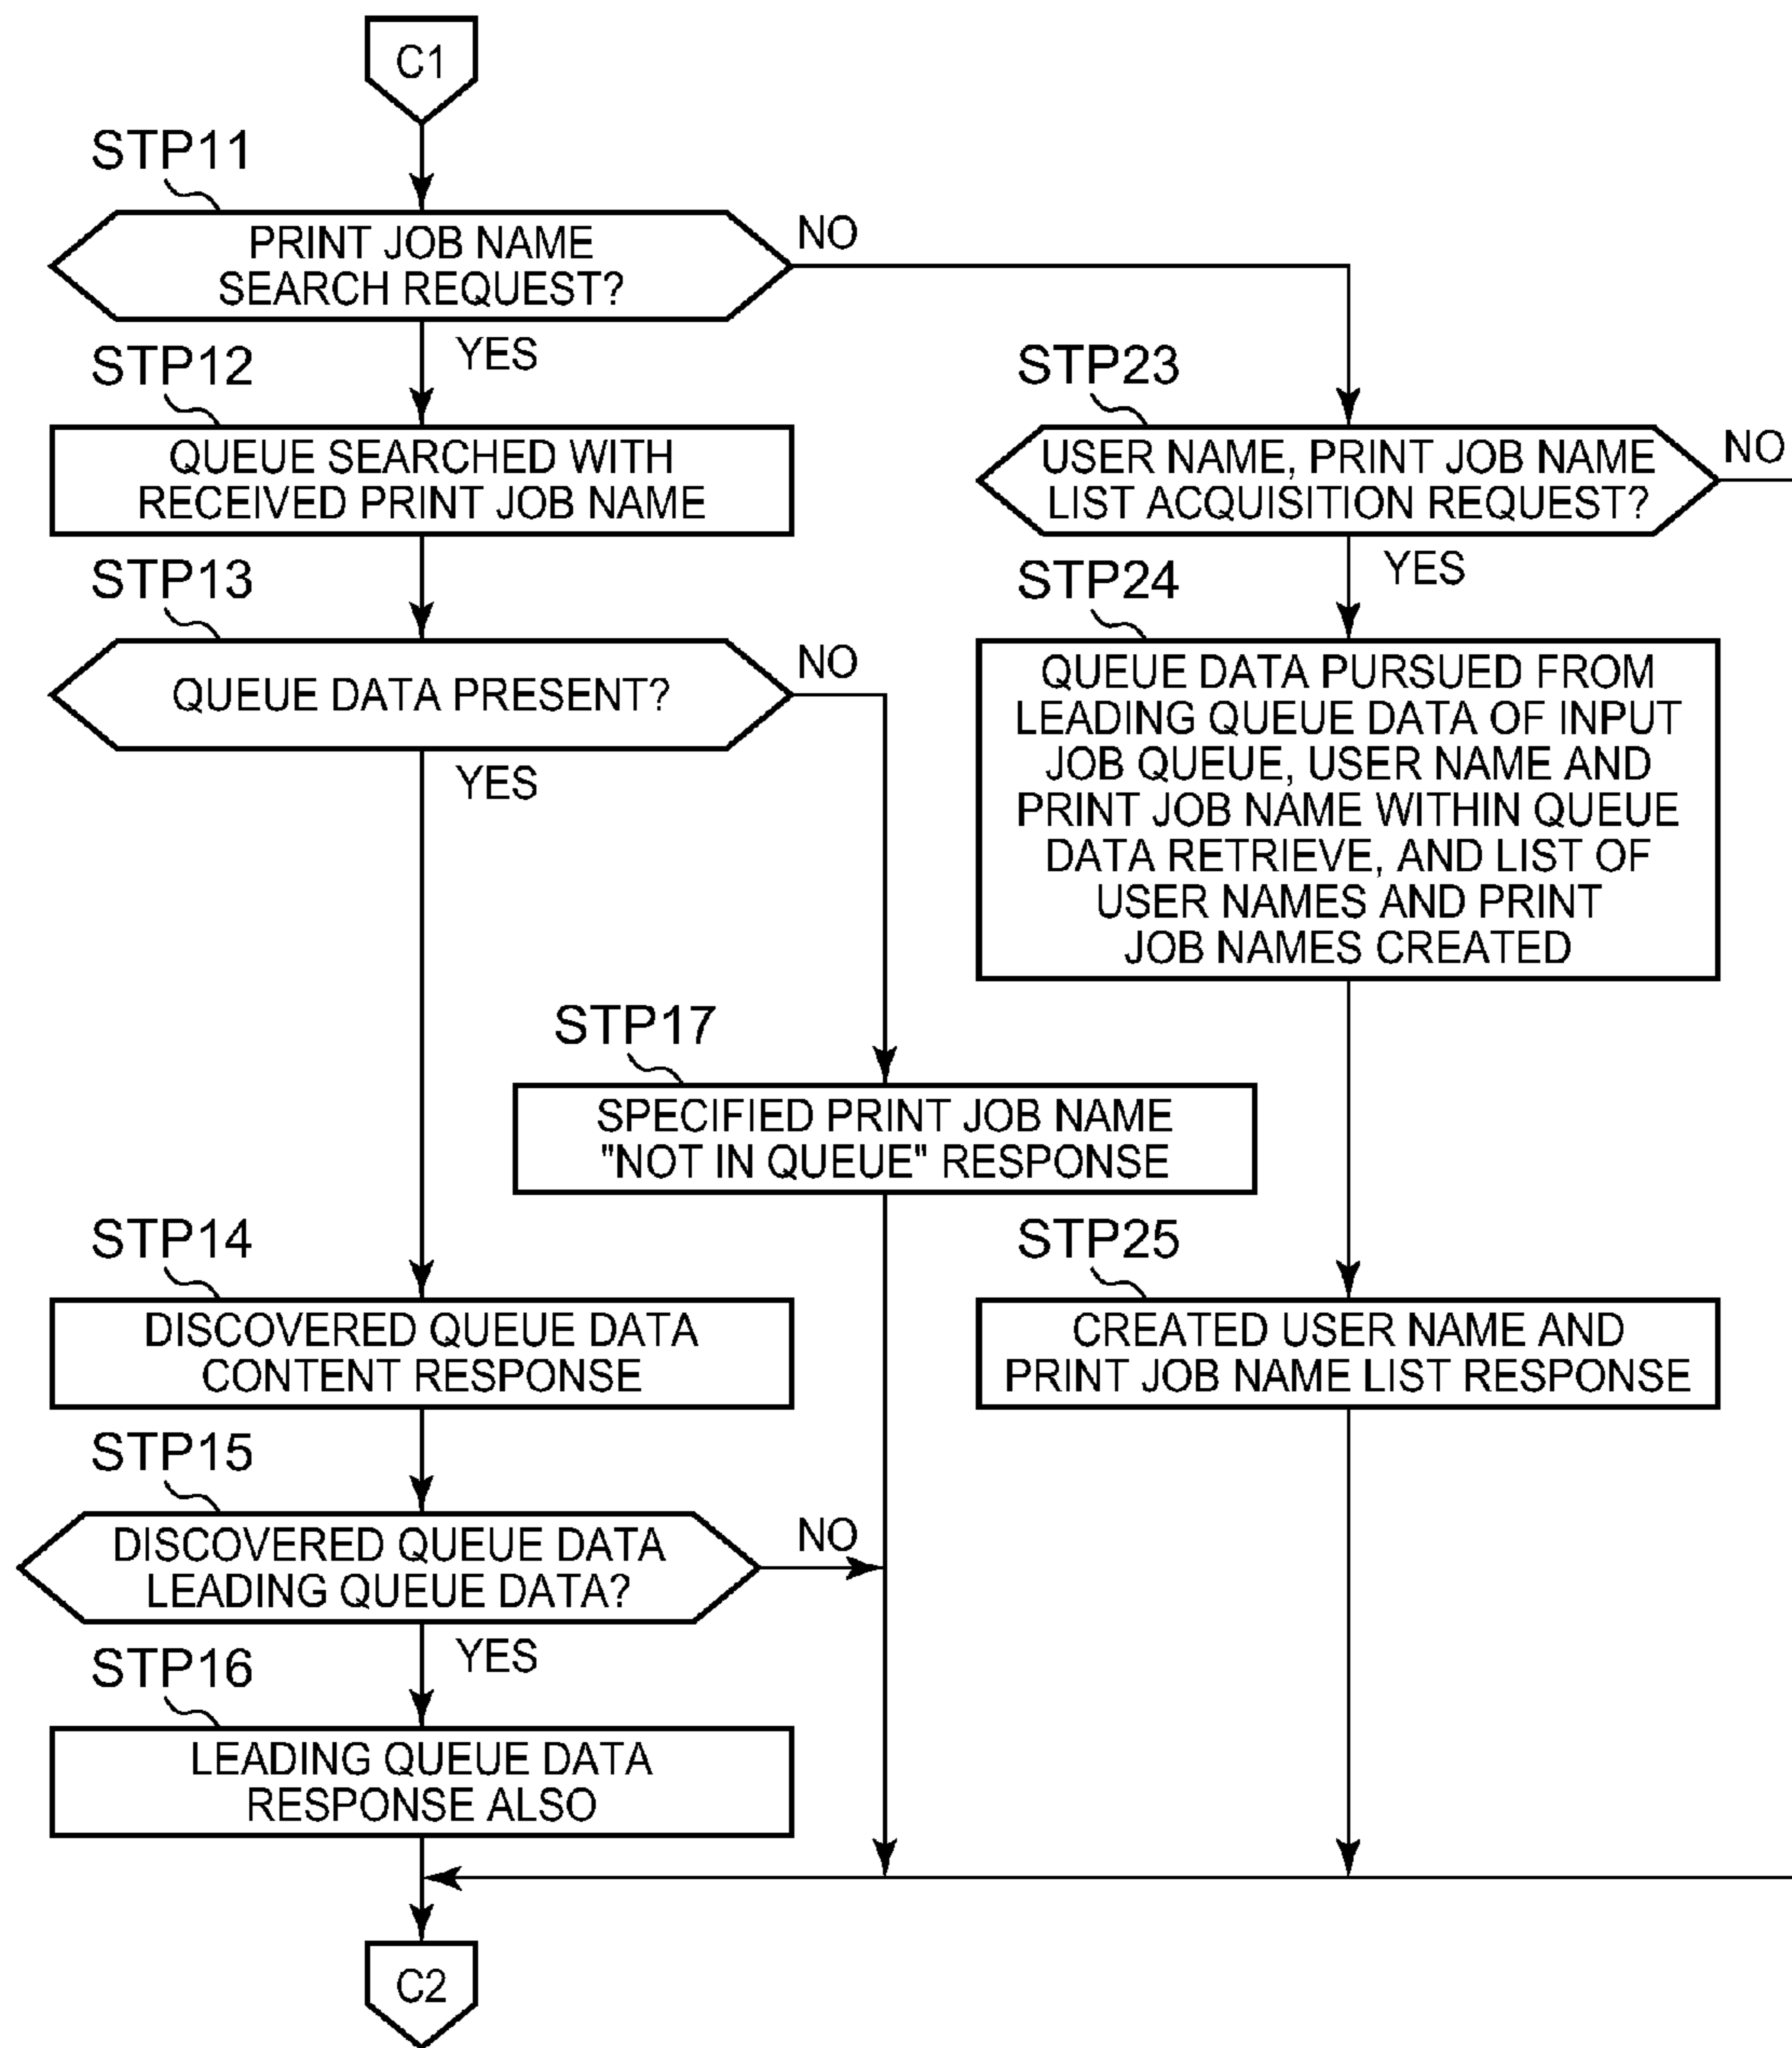 C1
STP11
PRINT JOB NAME
SEARCH REQUEST?
NO
YES
STP12
QUEUE SEARCHED WITH
RECEIVED PRINT JOB NAME
STP13
QUEUE DATA PRESENT?
NO
YES
STP23
USER NAME, PRINT JOB NAME
LIST ACQUISITION REQUEST?
NO
YES
STP24
QUEUE DATA PURSUED FROM
LEADING QUEUE DATA OF INPUT
JOB QUEUE, USER NAME AND
PRINT JOB NAME WITHIN QUEUE
DATA RETRIEVE, AND LIST OF
USER NAMES AND PRINT
JOB NAMES CREATED
STP17
SPECIFIED PRINT JOB NAME
"NOT IN QUEUE" RESPONSE
STP14
DISCOVERED QUEUE DATA
CONTENT RESPONSE
STP25
CREATED USER NAME AND
PRINT JOB NAME LIST RESPONSE
STP15
DISCOVERED QUEUE DATA
LEADING QUEUE DATA?
NO
YES
STP16
LEADING QUEUE DATA
RESPONSE ALSO
C2